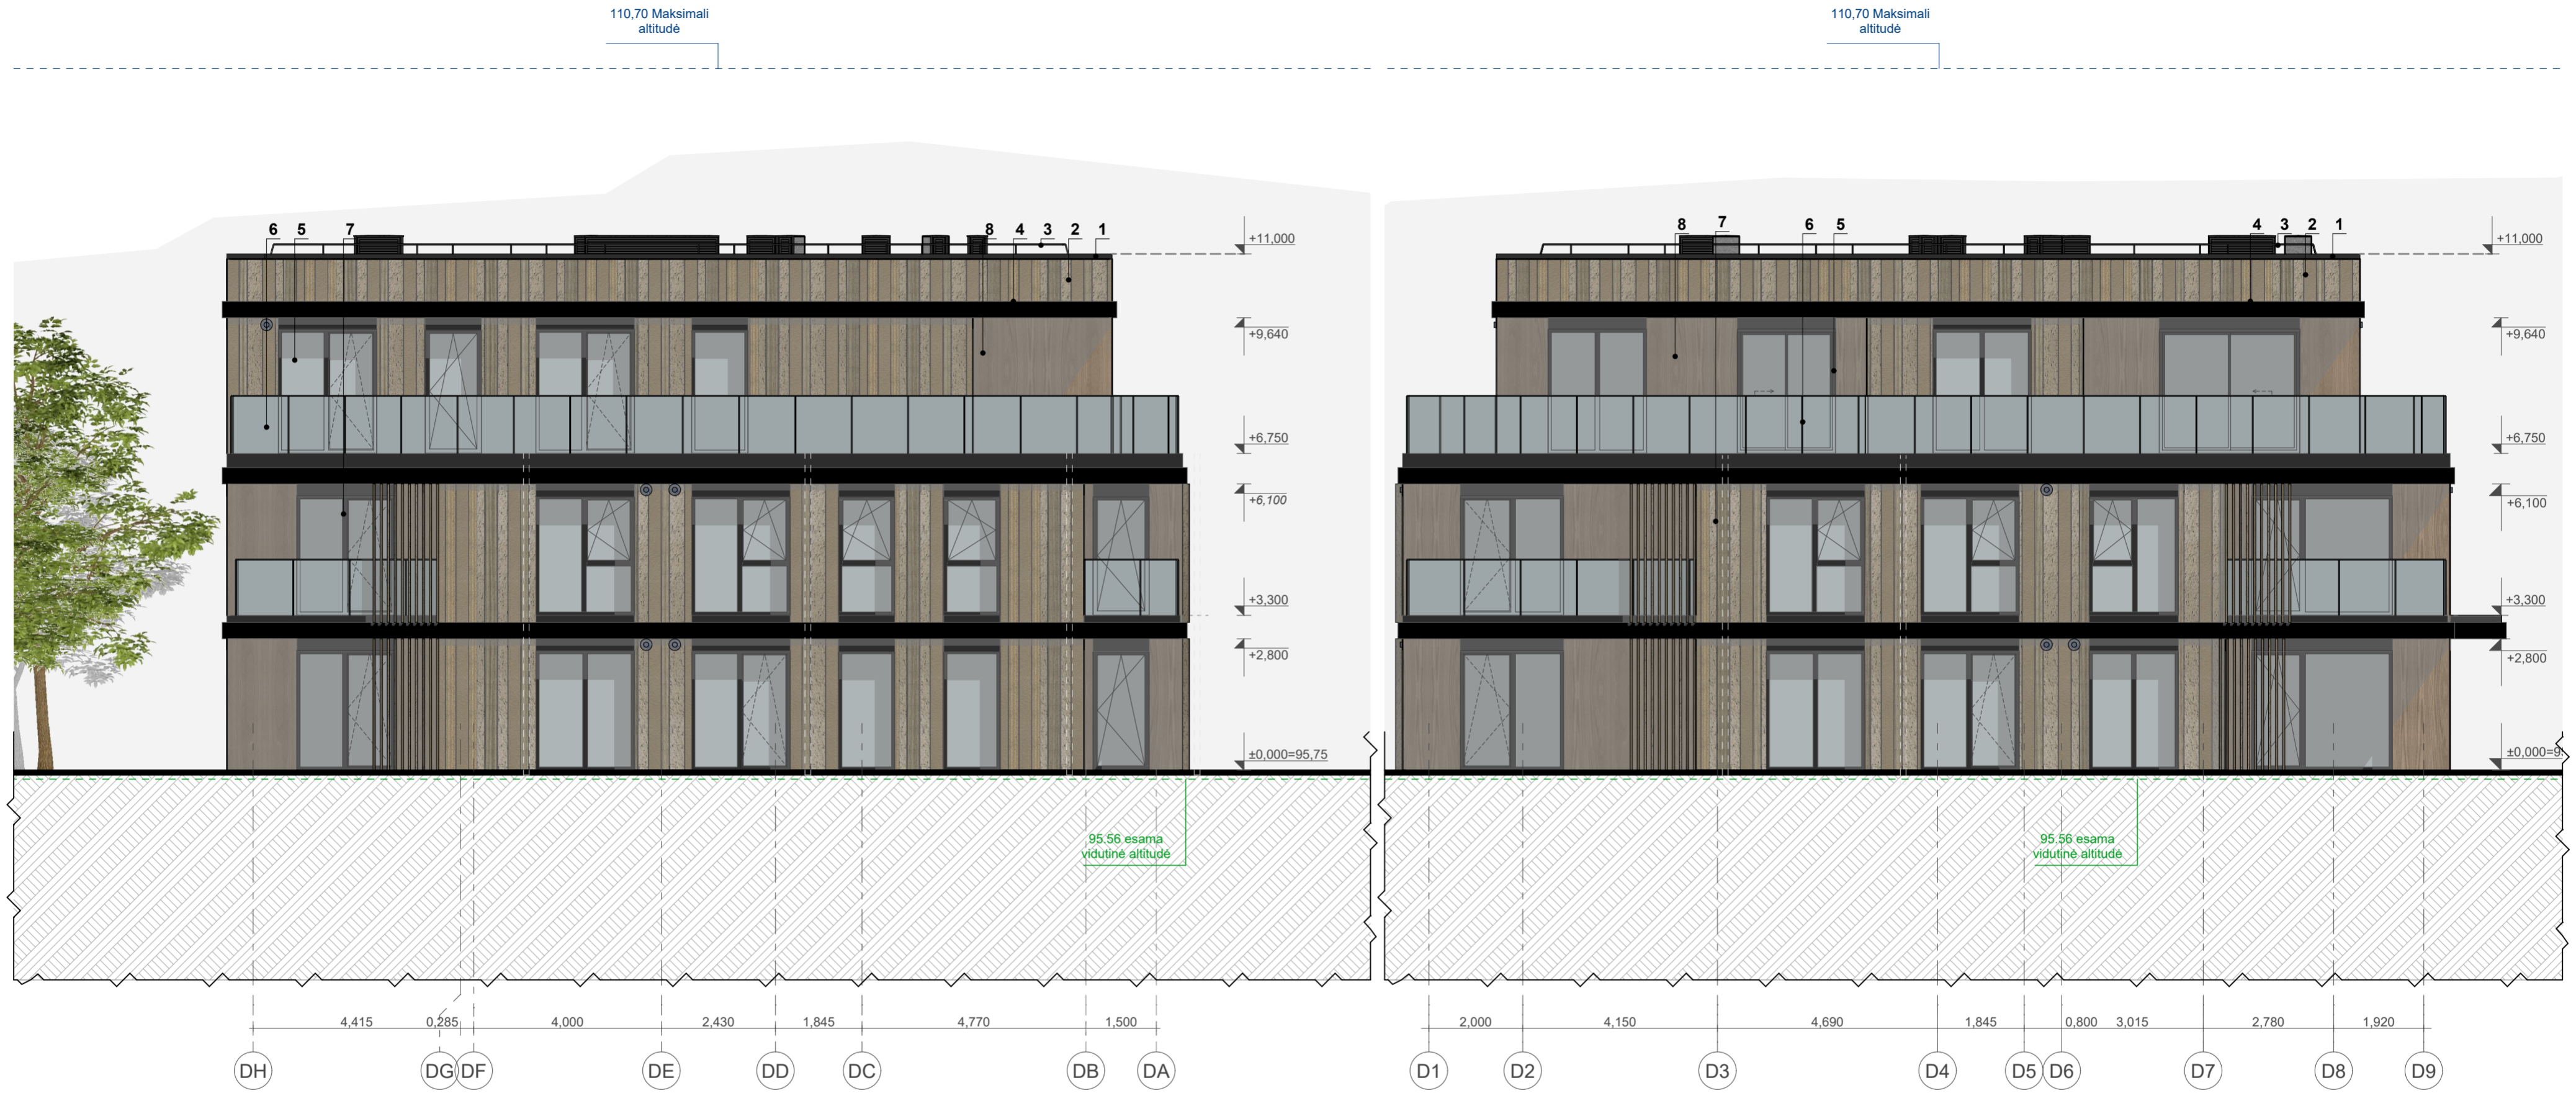 110,70 Maksimali
altitudė
110,70 Maksimali
altitudė
6 5 7 8 4 3 2 1
8 7 6 5 4 3 2 1
+11,000
+9,640
+6,750
+6,100
+3,300
+2,800
±0,000=95,75
+11,000
+9,640
+6,750
+6,100
+3,300
+2,800
±0,000=9
95.56 esama
vidutinė altitudė
95.56 esama
vidutinė altitudė
4,415 0,285 4,000 2,430 1,845 4,770 1,500
2,000 4,150 4,690 1,845 0,800 3,015 2,780 1,920
DH DG DF DE DD DC DB DA
D1 D2 D3 D4 D5 D6 D7 D8 D9